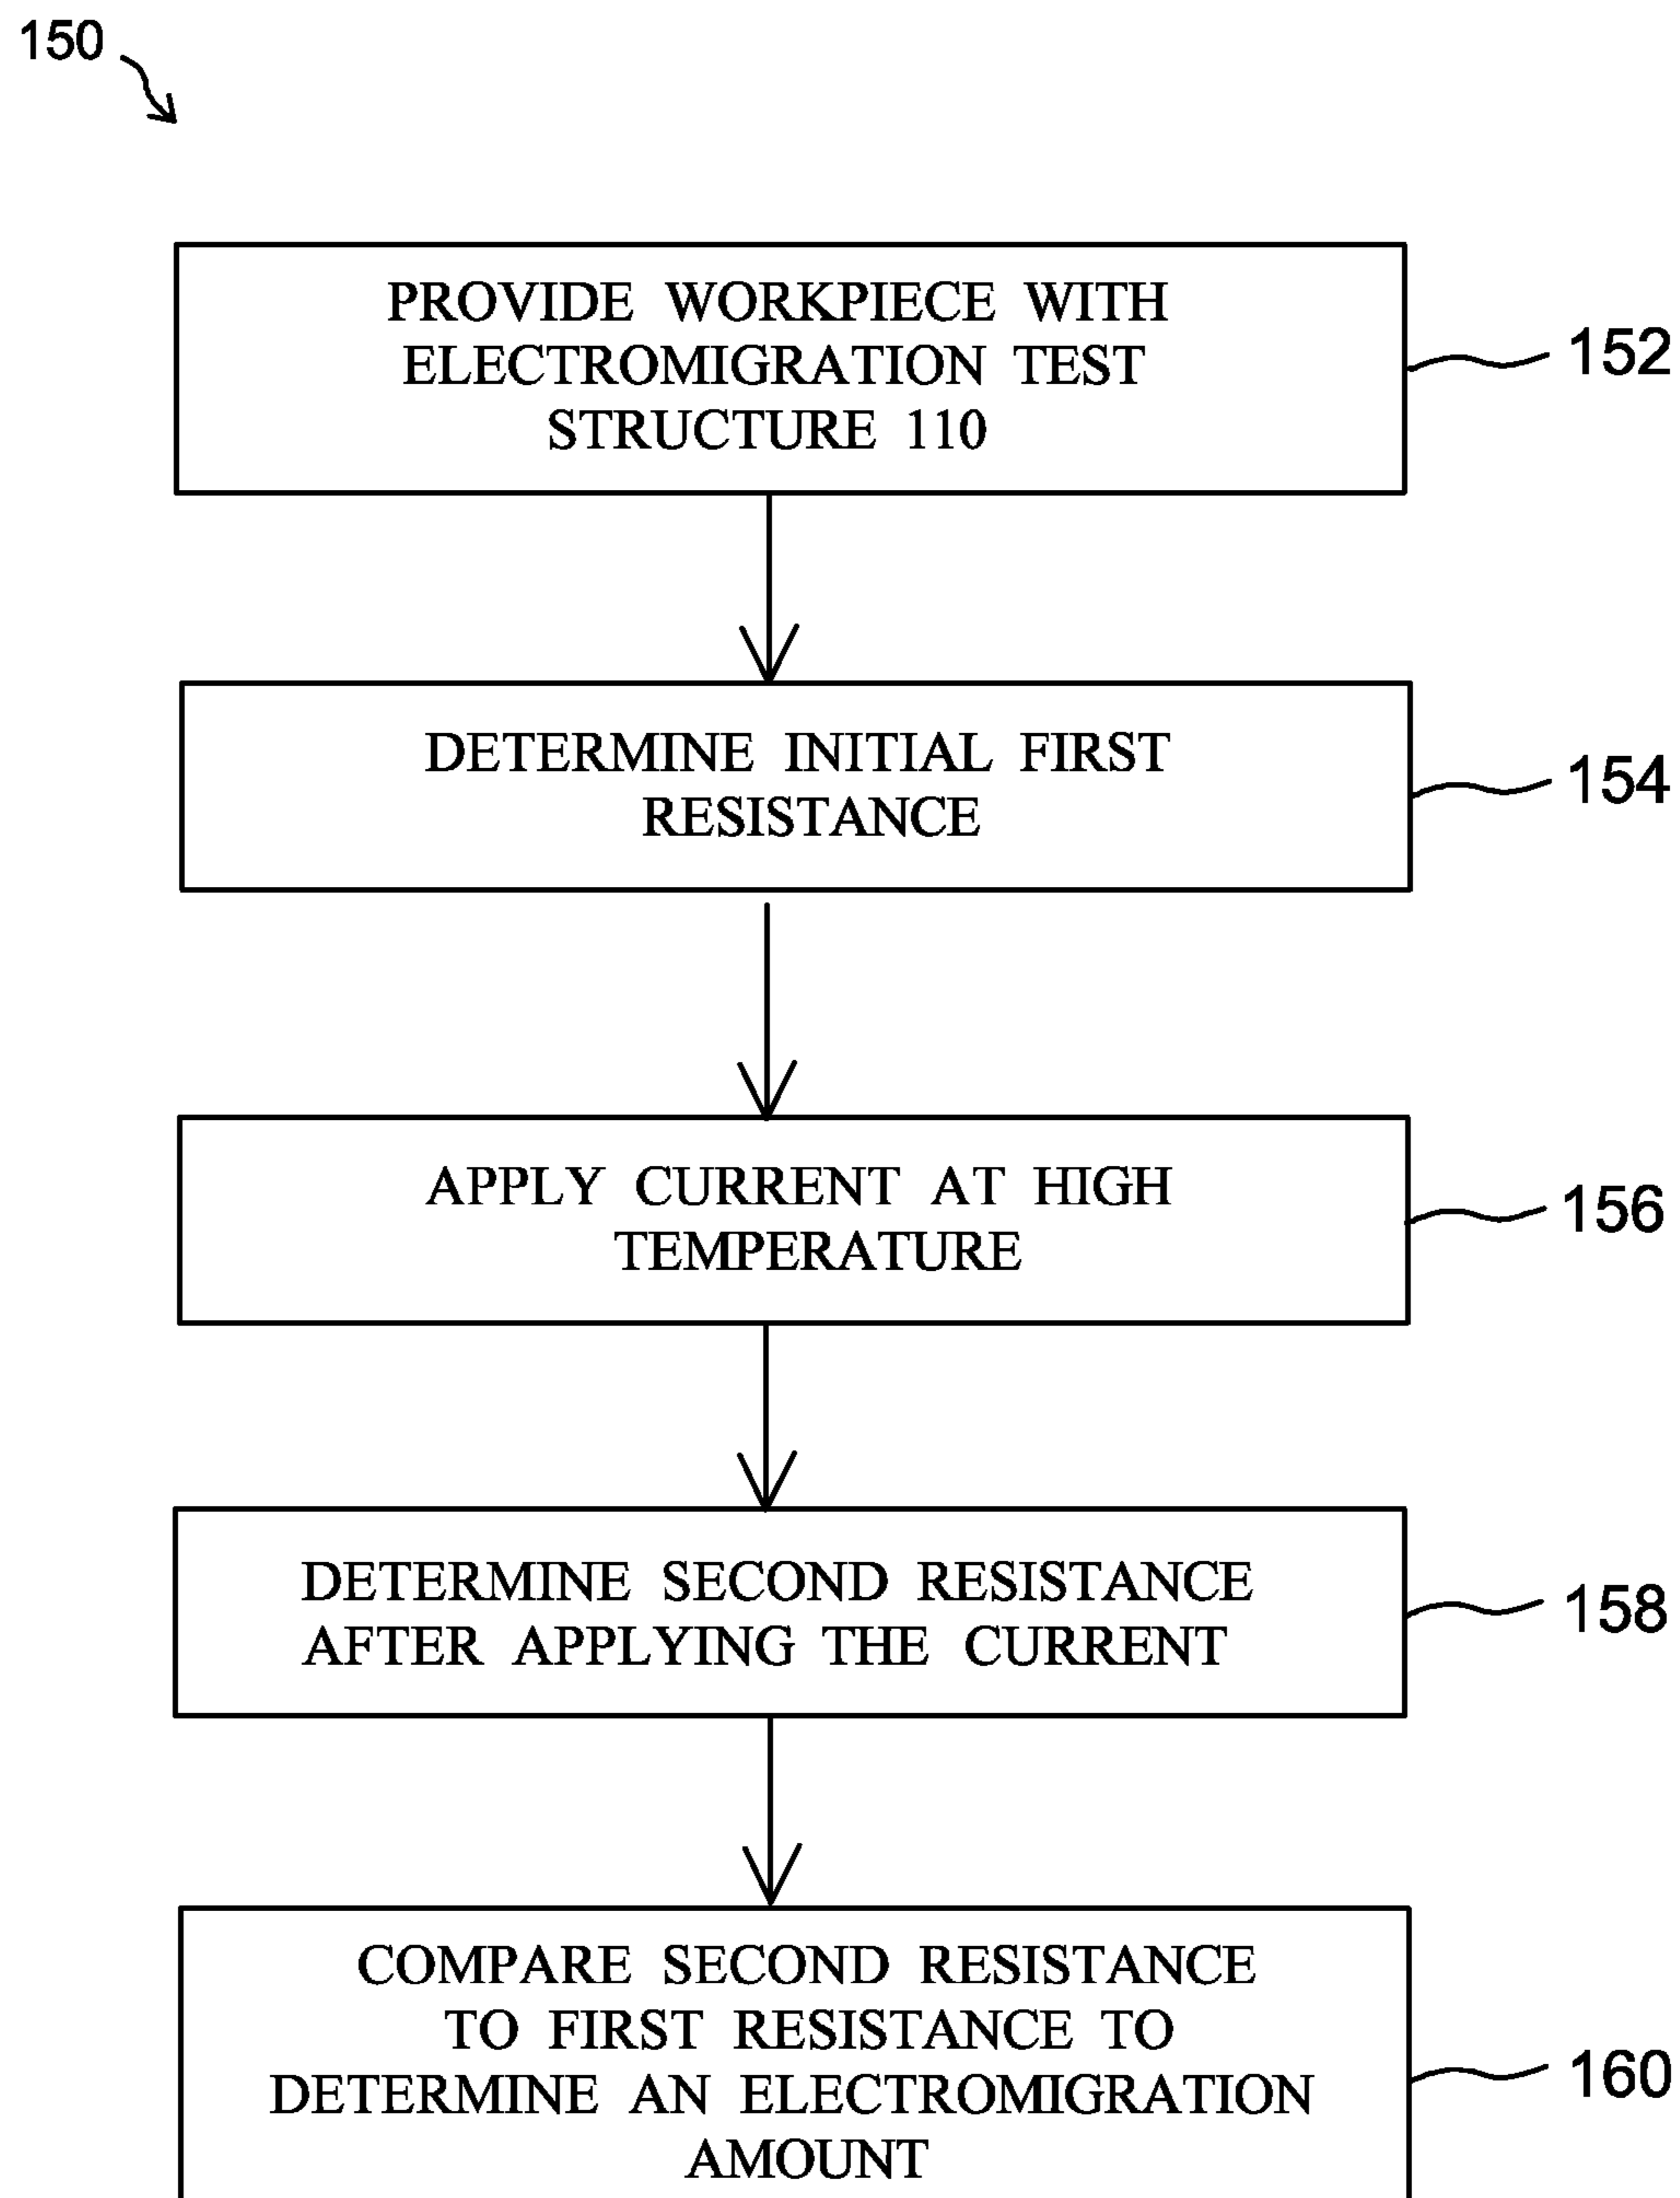 150
PROVIDE WORKPIECE WITH
ELECTROMIGRATION TEST
STRUCTURE 110
152
DETERMINE INITIAL FIRST
RESISTANCE
154
APPLY CURRENT AT HIGH
TEMPERATURE
156
DETERMINE SECOND RESISTANCE
AFTER APPLYING THE CURRENT
158
COMPARE SECOND RESISTANCE
TO FIRST RESISTANCE TO
DETERMINE AN ELECTROMIGRATION
AMOUNT
160